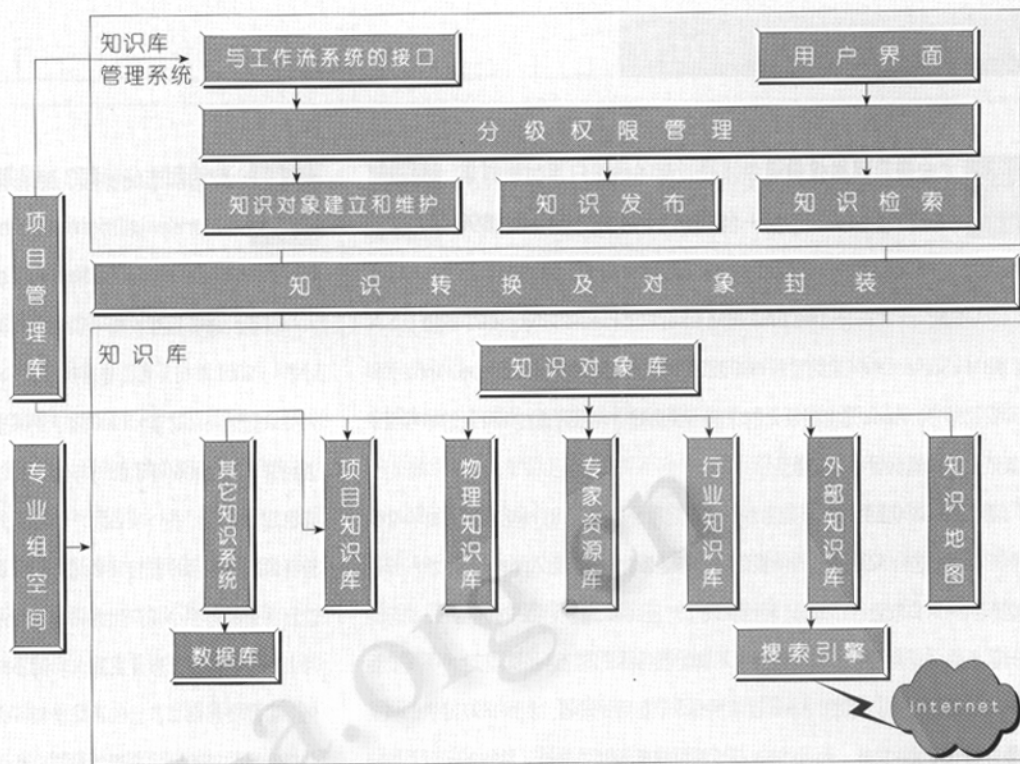 知识库
管理系统
与工作流系统的接口
用户界面
分级权限管理
知识对象建立和维护
知识发布
知识检索
项目管理库
知识转换及对象封装
知识库
知识对象库
专业组空间
其它知识系统
项目知识库
物理知识库
专家资源库
行业知识库
外部知识库
知识地图
数据库
搜索引擎
Internet
a.org.cn